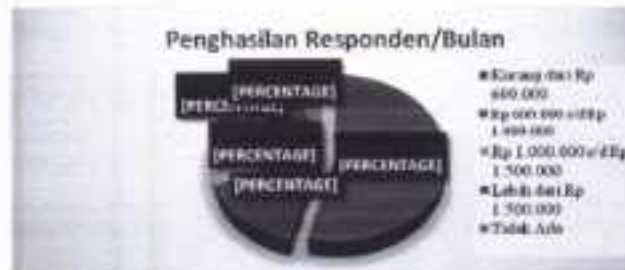 Penghasilan Responden/Bulan
[PERCENTAGE]
[PERCENTAGE]
[PERCENTAGE]
[PERCENTAGE]
[PERCENTAGE]
Kurang dari Rp
600.000
Rp 600.000 s/d Rp
1.000.000
Rp 1.000.000 s/d Rp
1.500.000
Lebih dari Rp
1.500.000
Tidak Ada